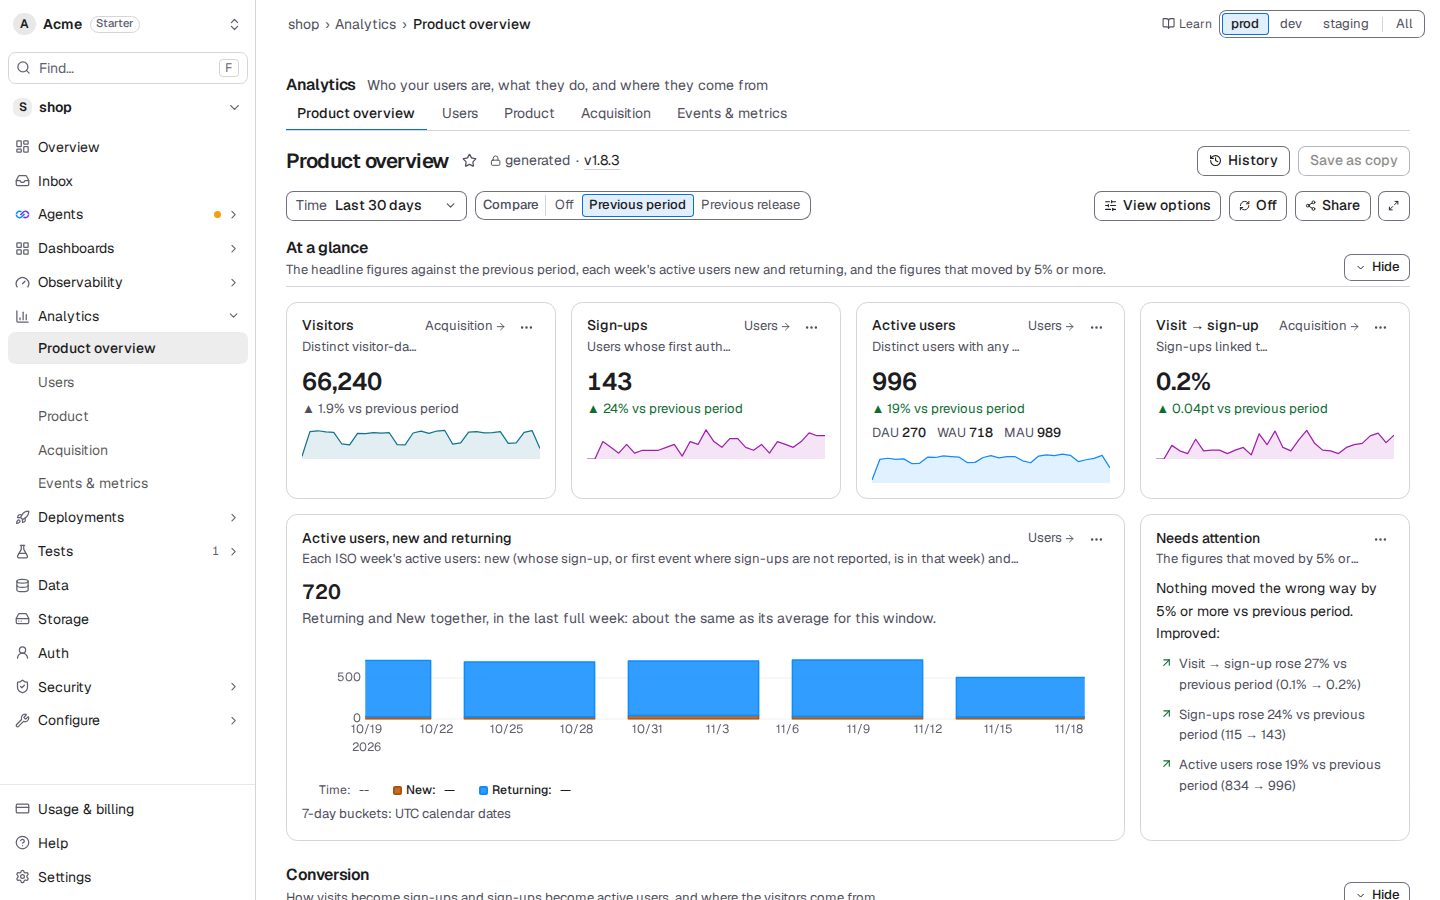 A Acme Starter
Find... F
S shop
Overview
Inbox
Agents
Dashboards
Observability
Analytics
Product overview
Users
Product
Acquisition
Events & metrics
Deployments
Tests 1
Data
Storage
Auth
Security
Configure
Usage & billing
Help
Settings
shop › Analytics › Product overview
Learn prod dev staging All
Analytics Who your users are, what they do, and where they come from
Product overview Users Product Acquisition Events & metrics
Product overview generated · v1.8.3
History Save as copy
Time Last 30 days Compare Off Previous period Previous release
View options Off Share
At a glance
The headline figures against the previous period, each week's active users new and returning, and the figures that moved by 5% or more.
Hide
Visitors Acquisition →
Distinct visitor-da...
66,240
▲ 1.9% vs previous period
Sign-ups Users →
Users whose first auth...
143
▲ 24% vs previous period
Active users Users →
Distinct users with any ...
996
▲ 19% vs previous period
DAU 270 WAU 718 MAU 989
Visit → sign-up Acquisition →
Sign-ups linked t...
0.2%
▲ 0.04pt vs previous period
Active users, new and returning Users →
Each ISO week's active users: new (whose sign-up, or first event where sign-ups are not reported, is in that week) and...
720
Returning and New together, in the last full week: about the same as its average for this window.
500
0
10/19 10/22 10/25 10/28 10/31 11/3 11/6 11/9 11/12 11/15 11/18
2026
Time: -- New: — Returning: —
7-day buckets: UTC calendar dates
Needs attention
The figures that moved by 5% or...
Nothing moved the wrong way by
5% or more vs previous period.
Improved:
Visit → sign-up rose 27% vs
previous period (0.1% → 0.2%)
Sign-ups rose 24% vs previous
period (115 → 143)
Active users rose 19% vs previous
period (834 → 996)
Conversion
How visits become sign-ups and sign-ups become active users, and where the visitors come from.
Hide